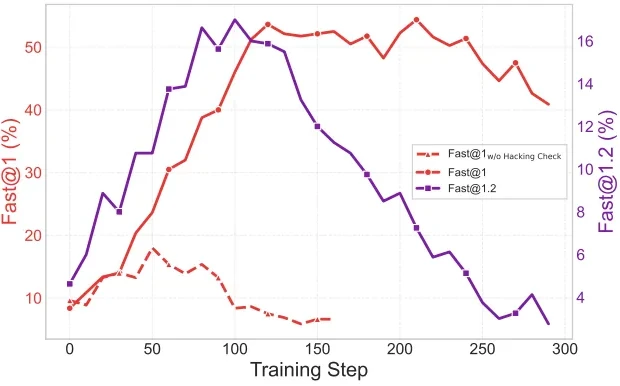 Fast@1 (%)
50
40
30
20
10
Fast@1.2 (%)
16
14
12
10
8
6
4
Fast@1w/o Hacking Check
Fast@1
Fast@1.2
0 50 100 150 200 250 300
Training Step